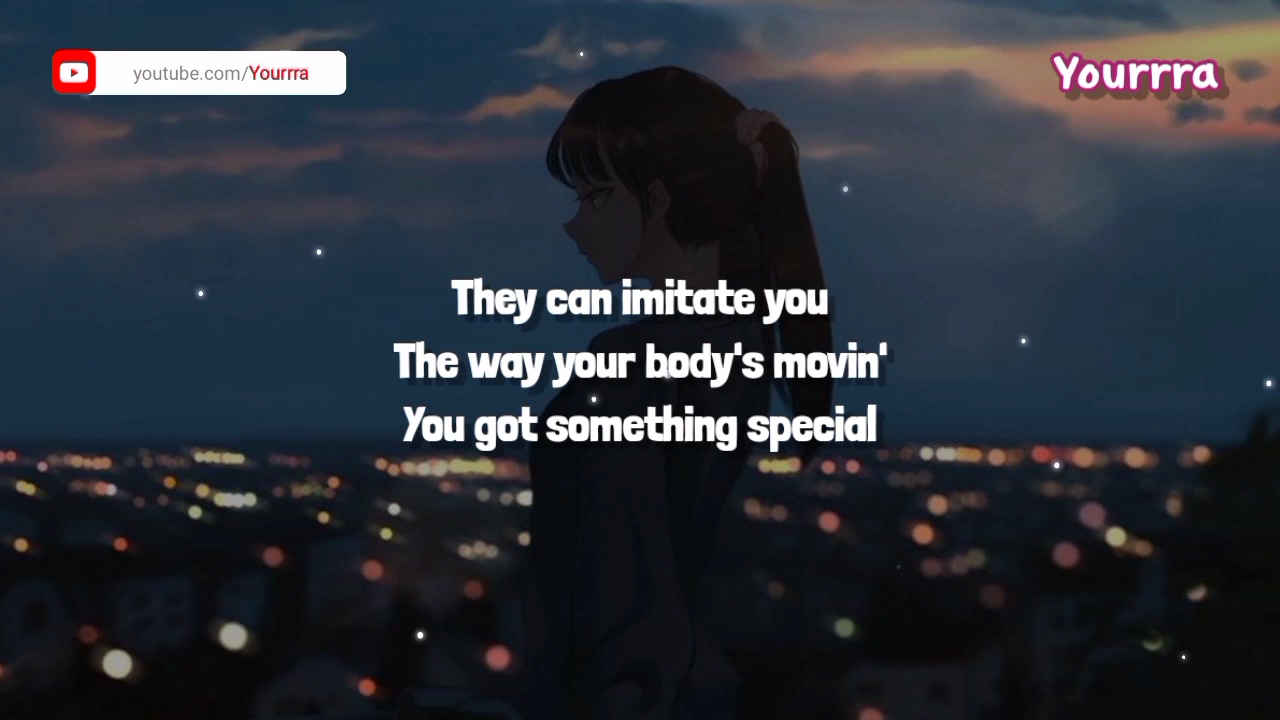 youtube.com/Yourrra
Yourrra
They can imitate you
The way your body's movin'
You got something special